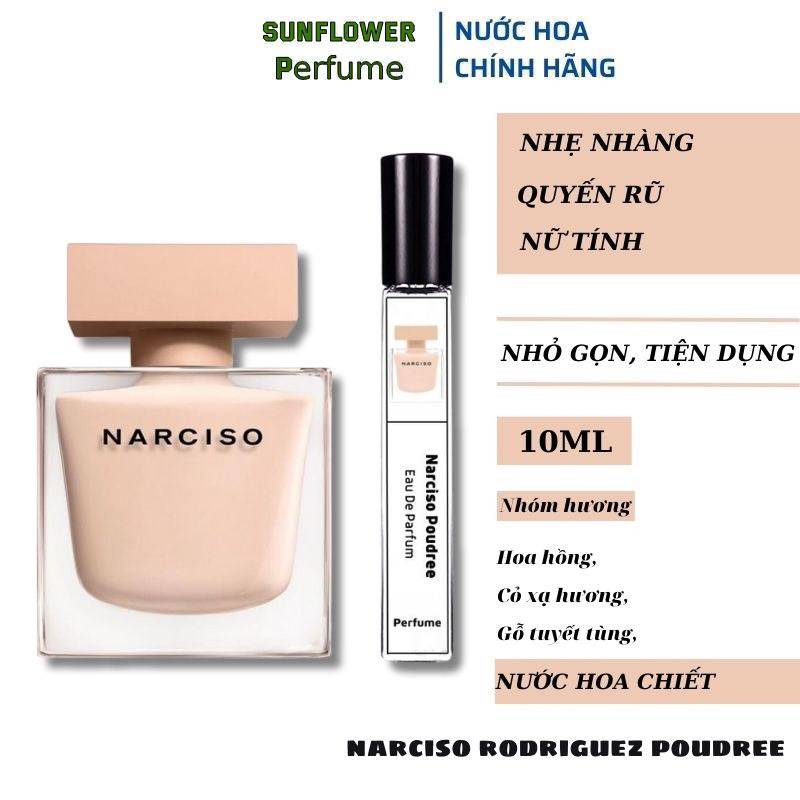 SUNFLOWER
Perfume
NƯỚC HOA
CHÍNH HÃNG
NHẸ NHÀNG
QUYẾN RŨ
NỮ TÍNH
NHỎ GỌN, TIỆN DỤNG
10ML
Nhóm hương
Hoa hồng,
Cỏ xạ hương,
Gỗ tuyết tùng,
NƯỚC HOA CHIẾT
NARCISO
NARCISO
Narciso Poudree
Eau De Parfum
Perfume
NARCISO RODRIGUEZ POUDREE